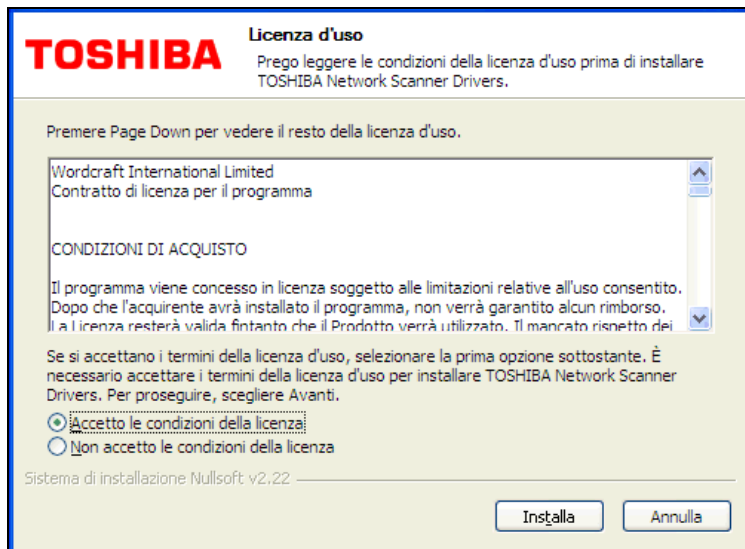 TOSHIBA
Licenza d'uso
Prego leggere le condizioni della licenza d'uso prima di installare
TOSHIBA Network Scanner Drivers.
Premere Page Down per vedere il resto della licenza d'uso.
Wordcraft International Limited
Contratto di licenza per il programma
CONDIZIONI DI ACQUISTO
Il programma viene concesso in licenza soggetto alle limitazioni relative all'uso consentito.
Dopo che l'acquirente avrà installato il programma, non verrà garantito alcun rimborso.
La Licenza resterà valida fintanto che il Prodotto verrà utilizzato. Il mancato rispetto dei
Se si accettano i termini della licenza d'uso, selezionare la prima opzione sottostante. È
necessario accettare i termini della licenza d'uso per installare TOSHIBA Network Scanner
Drivers. Per proseguire, scegliere Avanti.
Accetto le condizioni della licenza
Non accetto le condizioni della licenza
Sistema di installazione Nullsoft v2.22
Installa
Annulla